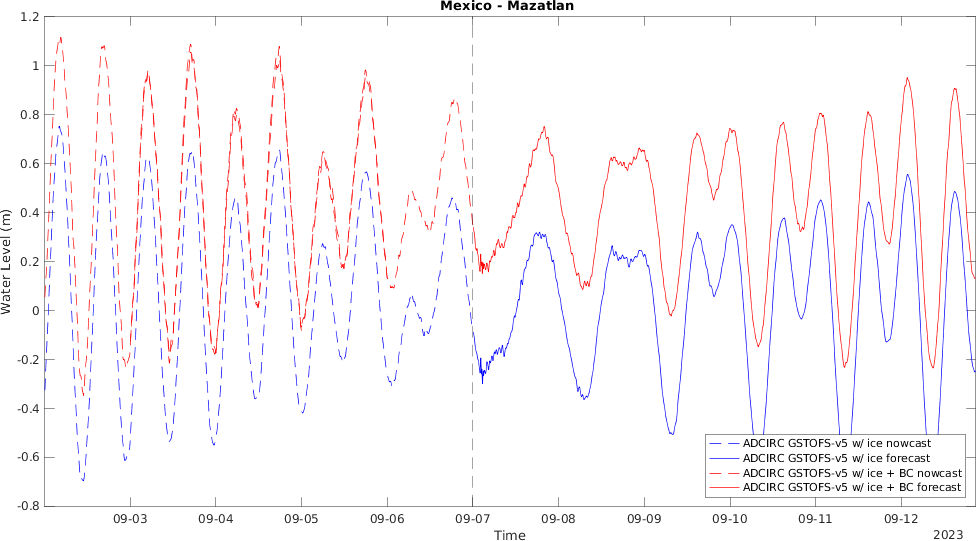 Mexico - Mazatlan
1.2
1
0.8
0.6
0.4
0.2
0
-0.2
-0.4
-0.6
-0.8
Water Level (m)
ADCIRC GSTOFS-v5 w/ ice nowcast
ADCIRC GSTOFS-v5 w/ ice forecast
ADCIRC GSTOFS-v5 w/ ice + BC nowcast
ADCIRC GSTOFS-v5 w/ ice + BC forecast
09-03 09-04 09-05 09-06 09-07 09-08 09-09 09-10 09-11 09-12
Time
2023